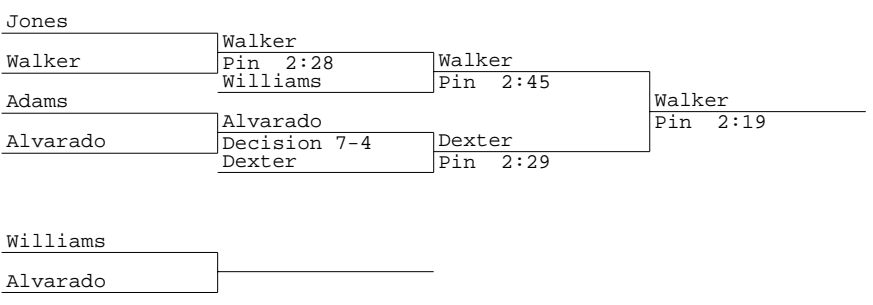 Jones
Walker
Walker
Pin 2:28
Williams
Walker
Pin 2:45
Adams
Alvarado
Alvarado
Decision 7-4
Dexter
Dexter
Pin 2:29
Walker
Pin 2:19
Williams
Alvarado